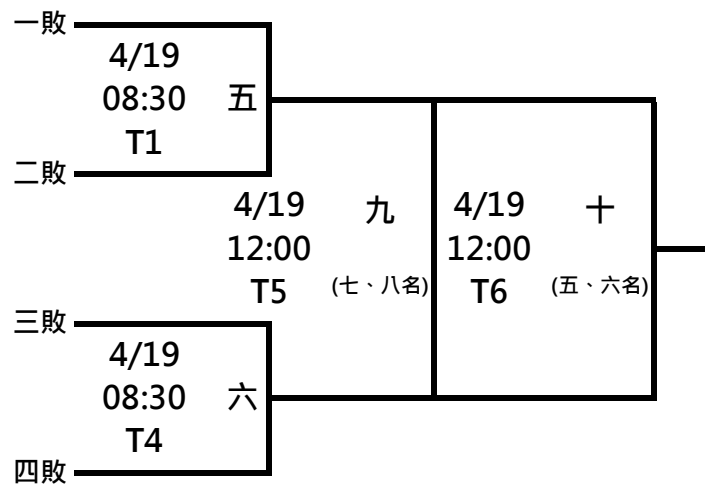 一敗
4/19
08:30
五
T1
二敗
4/19
九
4/19
十
12:00
12:00
T5
(七、八名)
T6
(五、六名)
三敗
4/19
08:30
六
T4
四敗